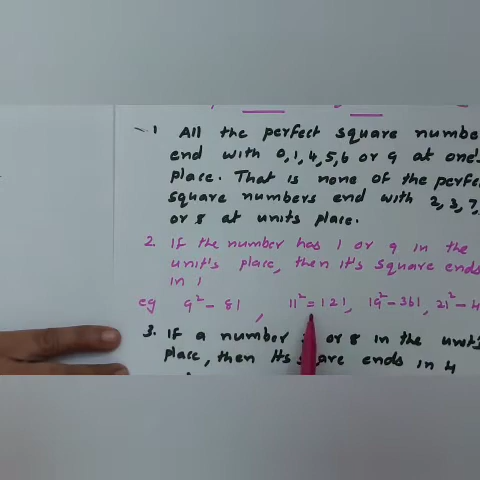 1 All the perfect square numbe
end with 0,1,4,5,6 or 9 at one's
place. That is none of the perfe
square numbers end with 2, 3, 7,
or 8 at units place.
2. If the number has 1 or 9 in the
unit's place, then it's square ends
in 1
eg 9² - 81, 11² = 121, 19² - 361, 21² - 4
3. If a number or 8 in the unit
place, then its are ends in 4